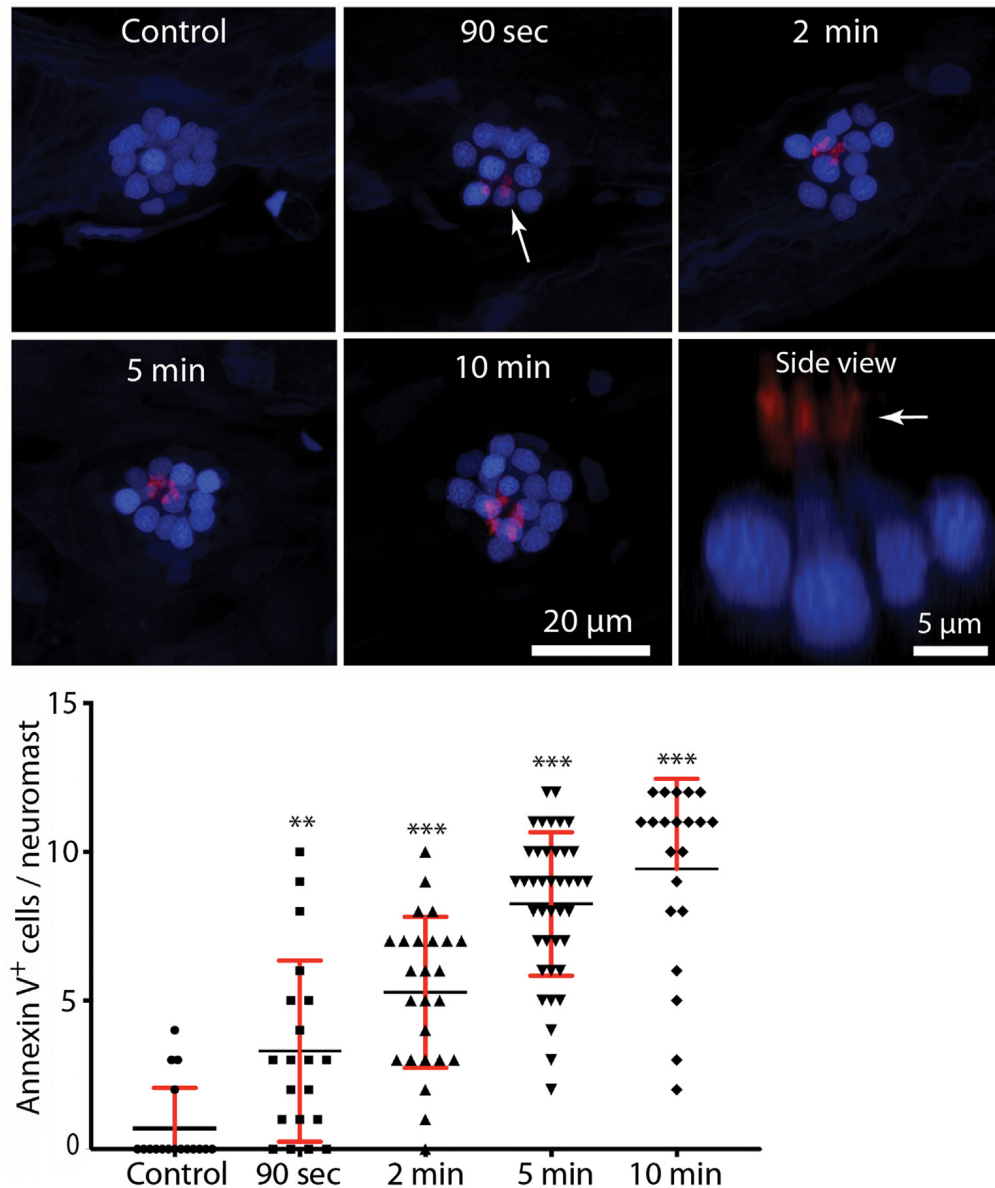 Control
90 sec
2 min
5 min
10 min
Side view
20 µm
5 µm
Annexin V+ cells / neuromast
15
10
5
0
**
***
***
***
Control
90 sec
2 min
5 min
10 min